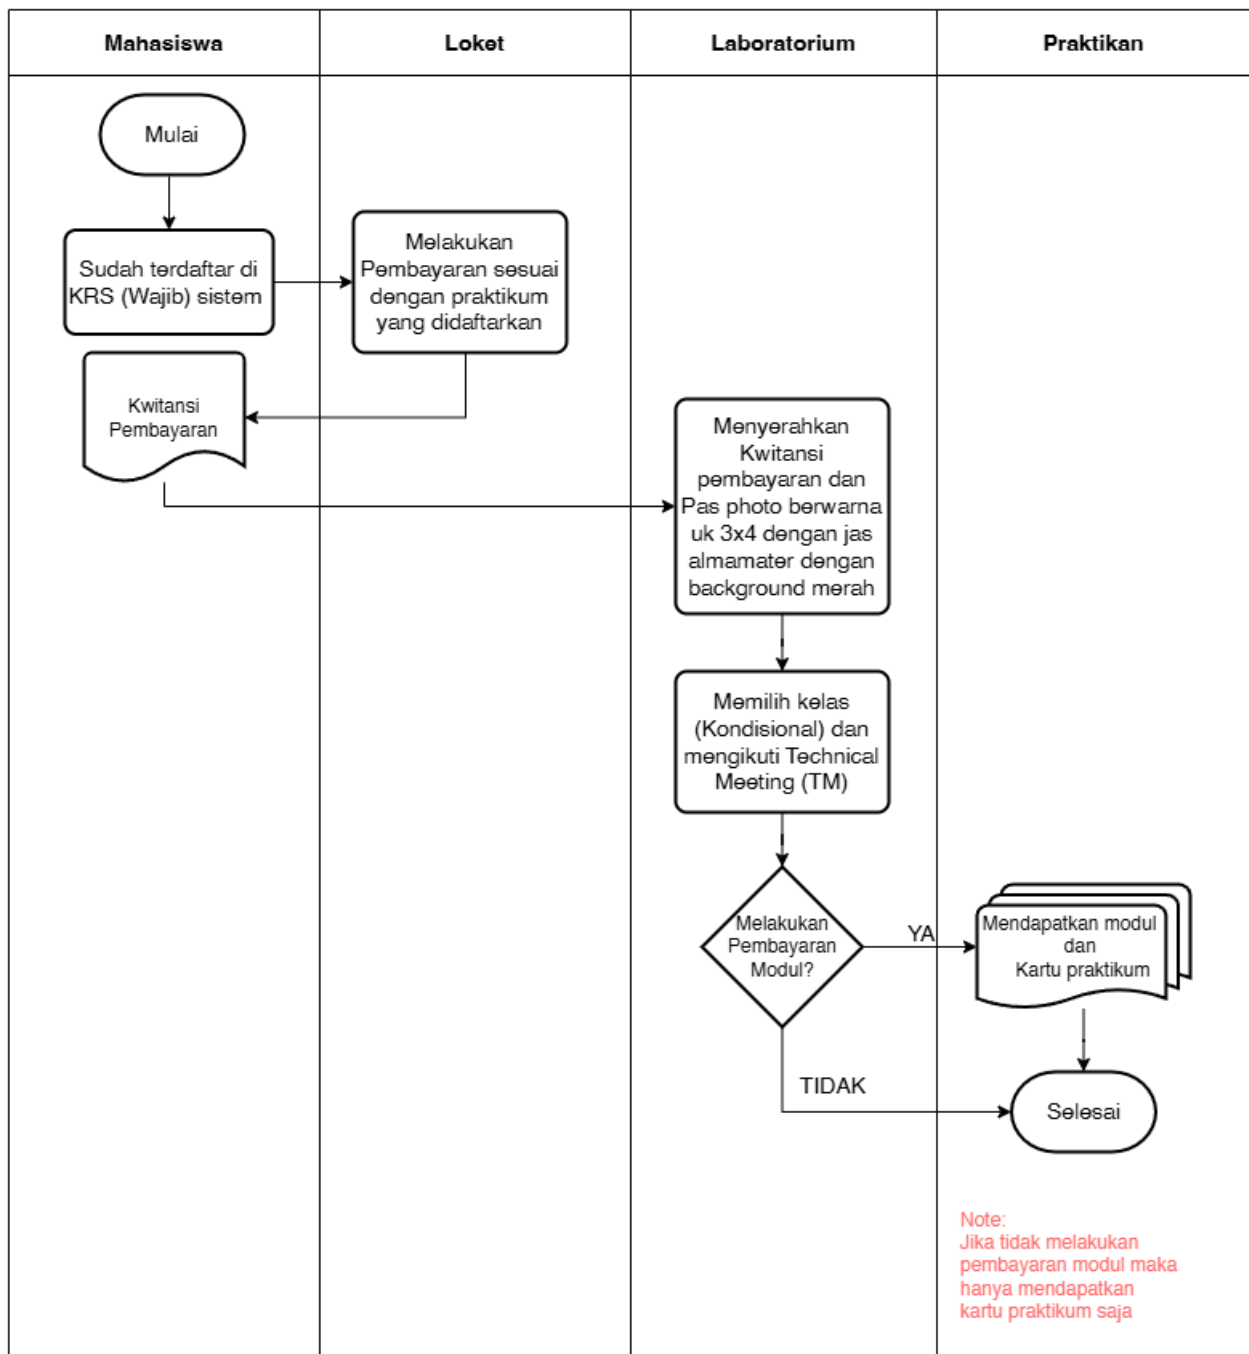 Mahasiswa
Loket
Laboratorium
Praktikan
Mulai
Sudah terdaftar di
KRS (Wajib) sistem
Melakukan
Pembayaran sesuai
dengan praktikum
yang didaftarkan
Kwitansi
Pembayaran
Menyerahkan
Kwitansi
pembayaran dan
Pas photo berwarna
uk 3x4 dengan jas
almamater dengan
background merah
Memilih kelas
(Kondisional) dan
mengikuti Technical
Meeting (TM)
Melakukan
Pembayaran
Modul?
YA
Mendapatkan modul
dan
Kartu praktikum
TIDAK
Selesai
Note:
Jika tidak melakukan
pembayaran modul maka
hanya mendapatkan
kartu praktikum saja